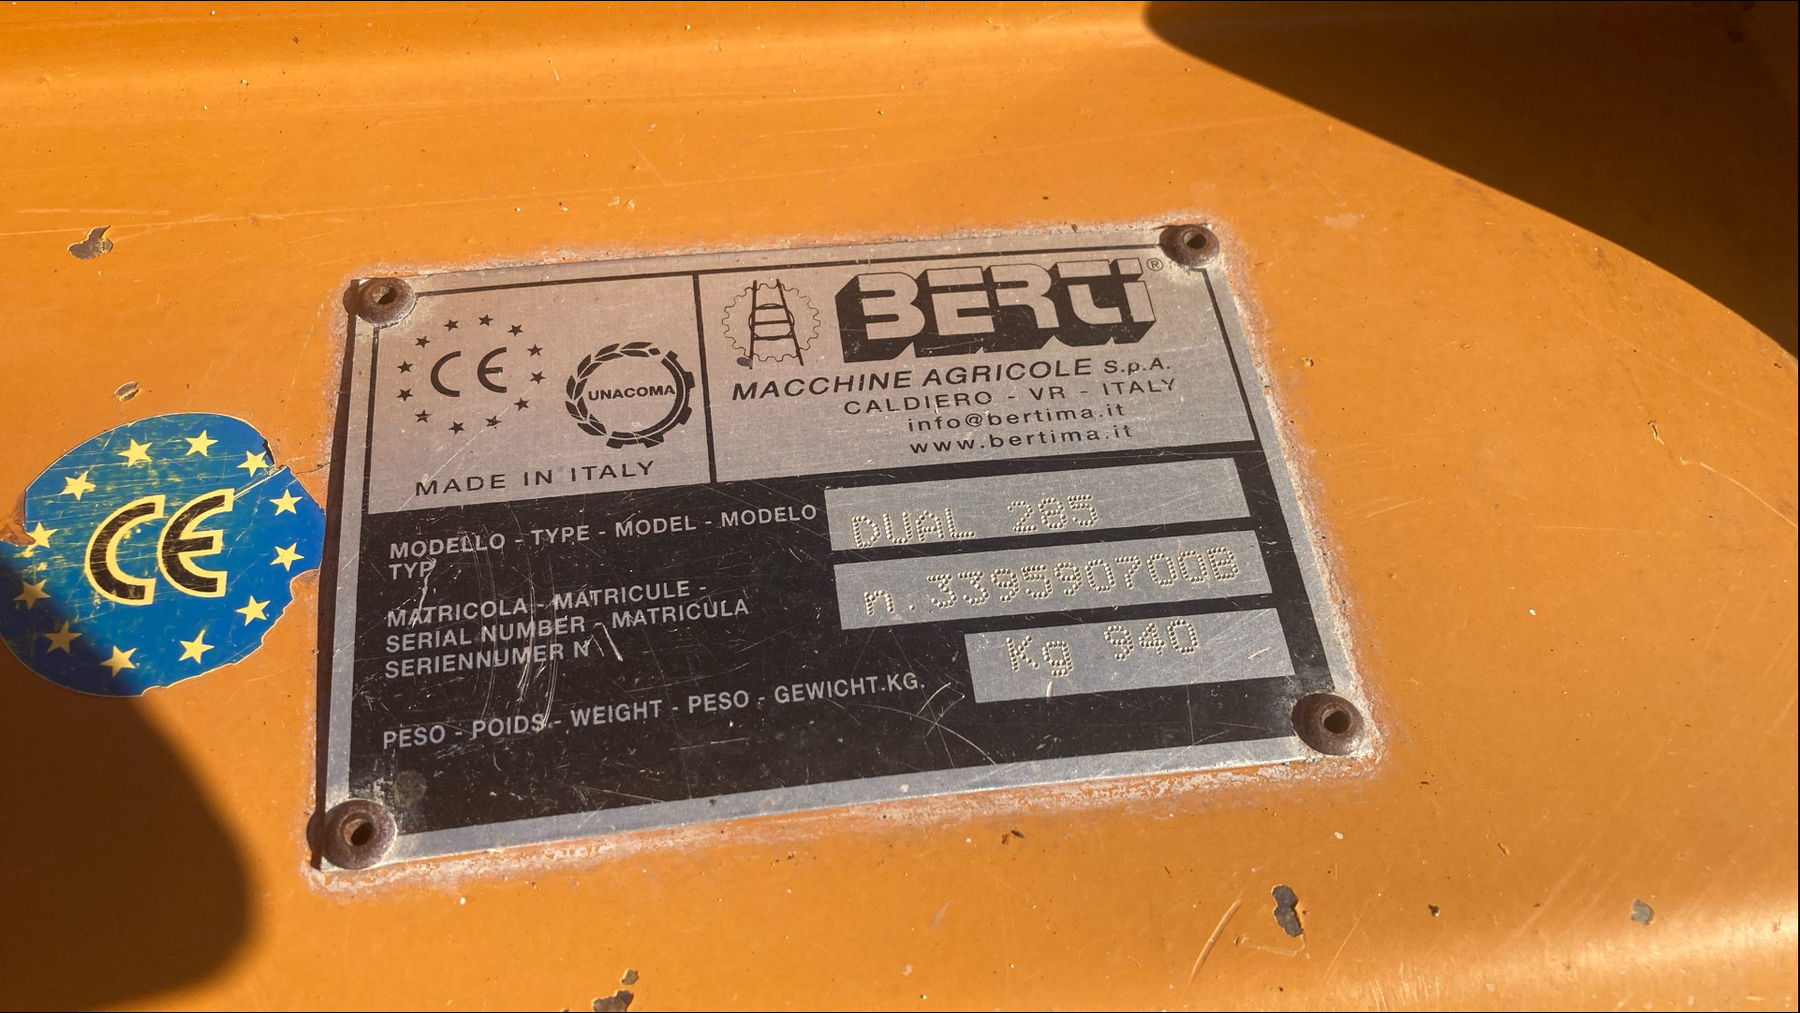 CE
UNACOMA
MADE IN ITALY
BERTI®
MACCHINE AGRICOLE S.p.A.
CALDIERO - VR - ITALY
info@bertima.it
www.bertima.it
CE
MODELLO - TYPE - MODEL - MODELO
TYP
DUAL 285
MATRICOLA - MATRICULE -
SERIAL NUMBER - MATRICULA
SERIENNUMER N
n. 339590700B
PESO - POIDS - WEIGHT - PESO - GEWICHT.KG.
Kg 940